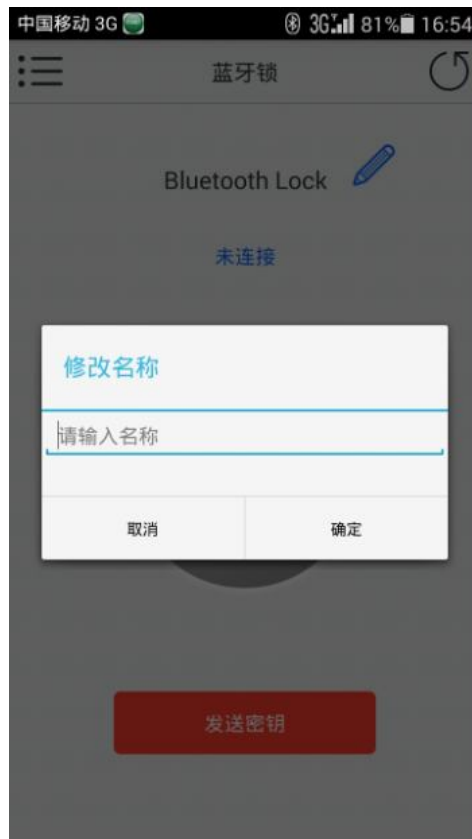 中国移动 3G 3G 81% 16:54
蓝牙锁
Bluetooth Lock
未连接
修改名称
请输入名称
取消 确定
发送密钥